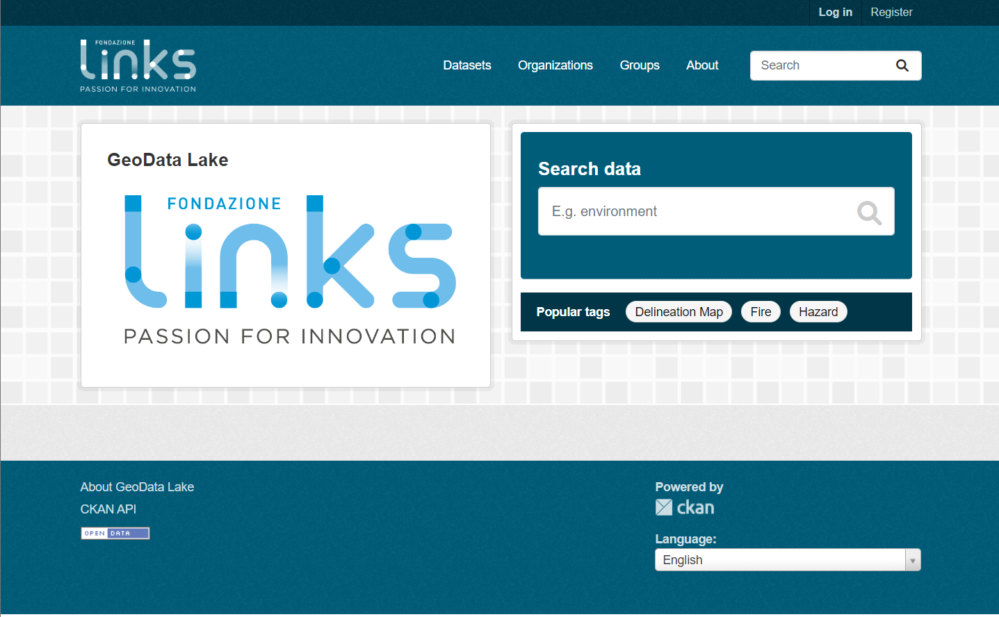 Log in Register
FONDAZIONE
links
PASSION FOR INNOVATION
Datasets Organizations Groups About Search
GeoData Lake
FONDAZIONE
links
PASSION FOR INNOVATION
Search data
E.g. environment
Popular tags Delineation Map Fire Hazard
About GeoData Lake
CKAN API
OPEN DATA
Powered by
ckan
Language:
English